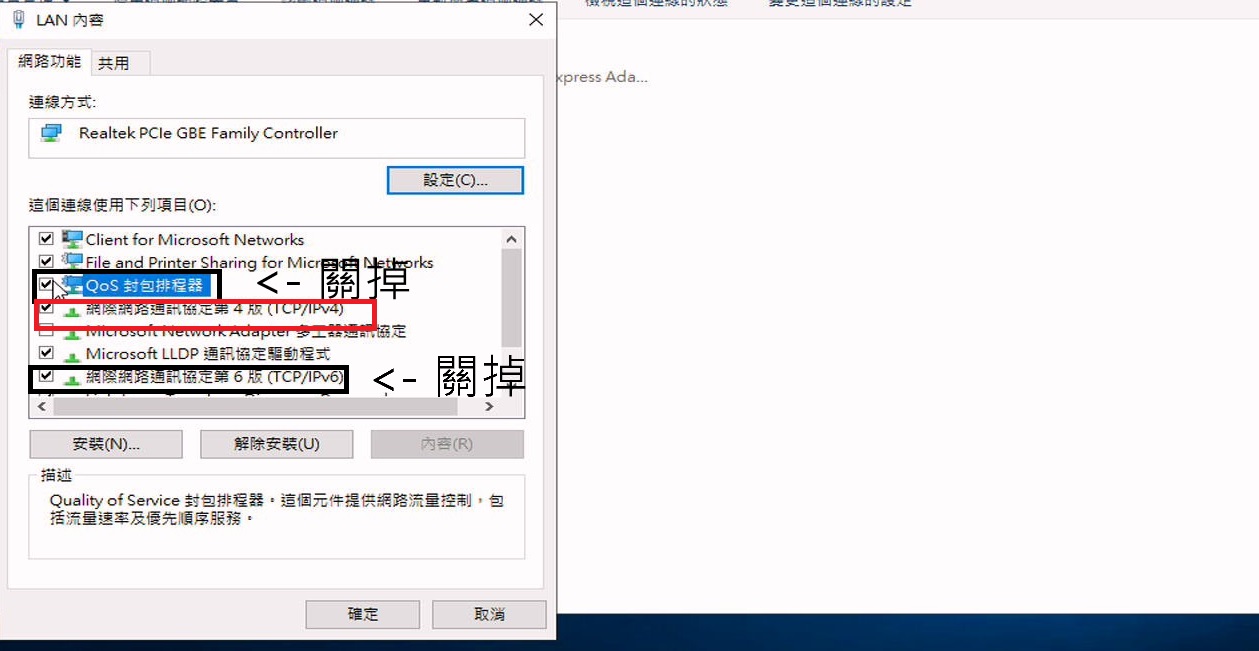 檢視這個連線的狀態 變更這個連線的設定
LAN 內容
xpress Ada...
網路功能 共用
連線方式:
Realtek PCIe GBE Family Controller
設定(C)...
這個連線使用下列項目(O):
Client for Microsoft Networks
File and Printer Sharing for Microsoft Networks
QoS 封包排程器 <- 關掉
網際網路通訊協定第 4 版 (TCP/IPv4)
Microsoft Network Adapter 多工器通訊協定
Microsoft LLDP 通訊協定驅動程式
網際網路通訊協定第 6 版 (TCP/IPv6) <- 關掉
安裝(N)... 解除安裝(U) 內容(R)
描述
Quality of Service 封包排程器。這個元件提供網路流量控制，包
括流量速率及優先順序服務。
確定 取消